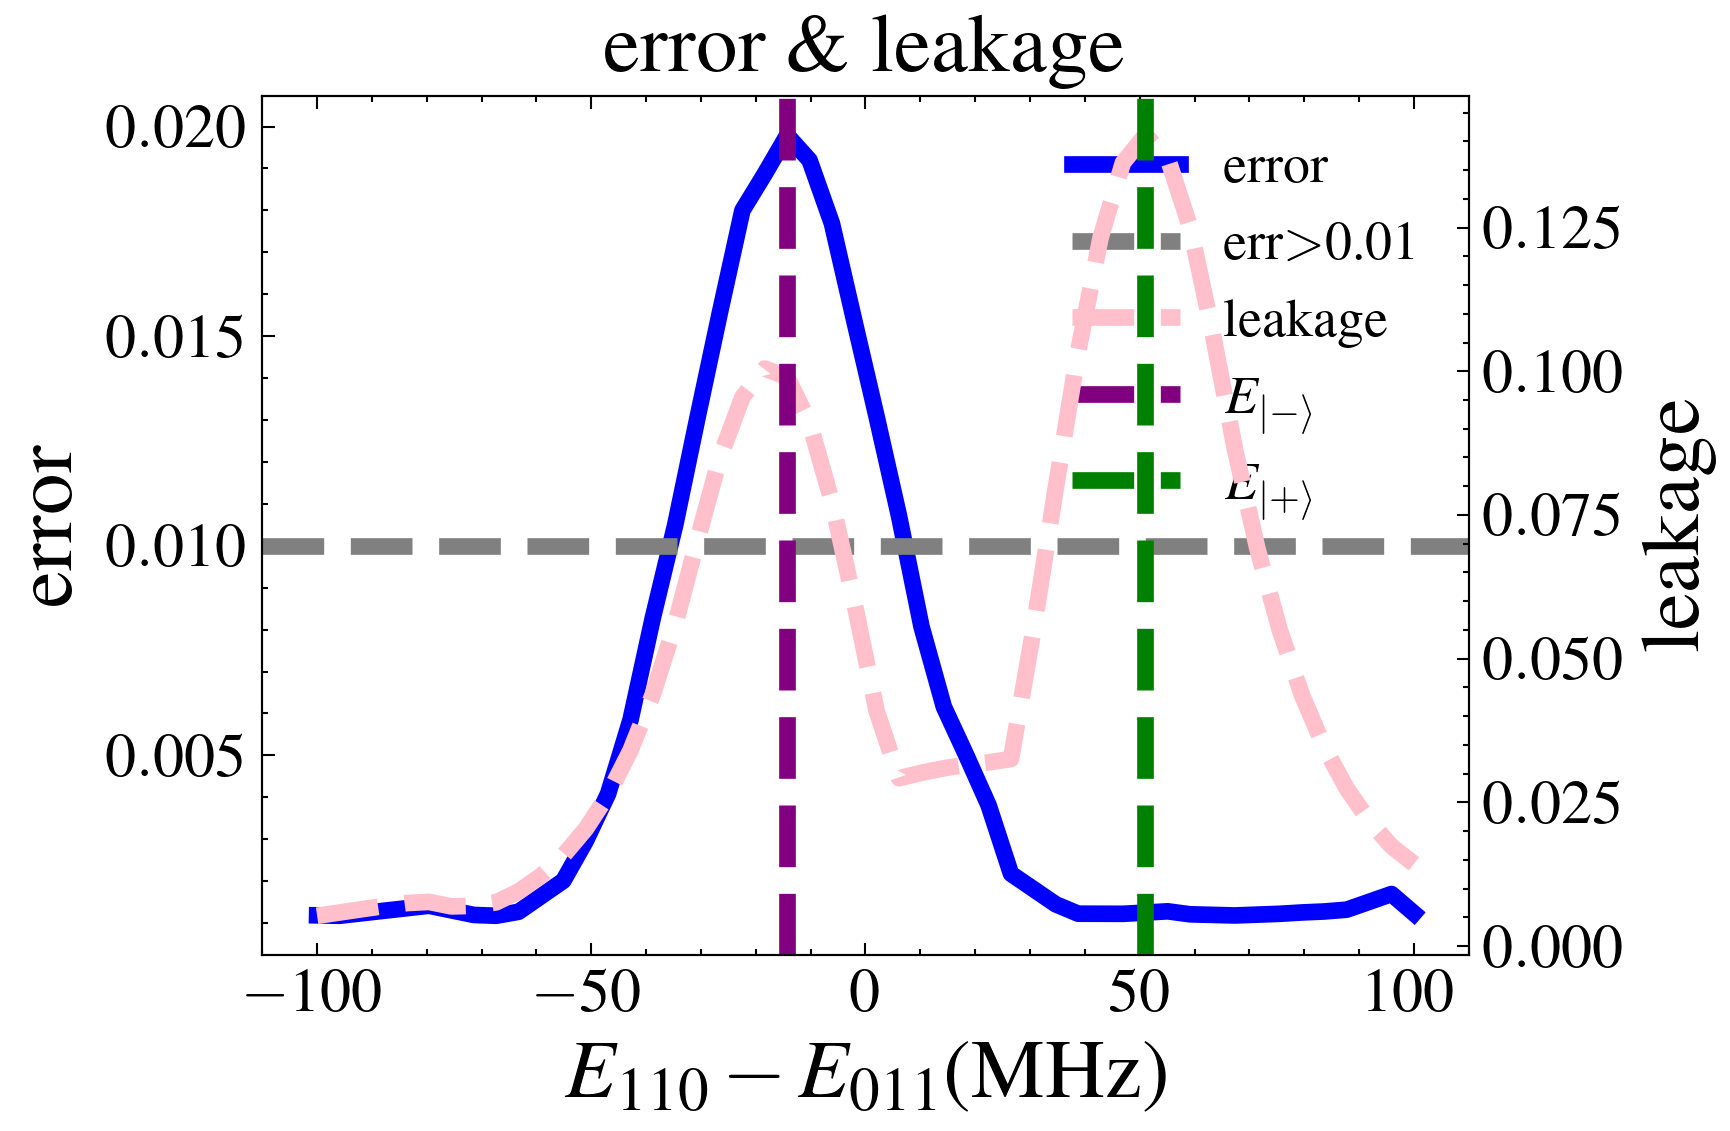 error & leakage
0.020
0.015
0.010
0.005
error
error
err>0.01
leakage
E|−⟩
E|+⟩
0.125
0.100
0.075
0.050
0.025
0.000
leakage
−100 −50 0 50 100
E110 − E011(MHz)